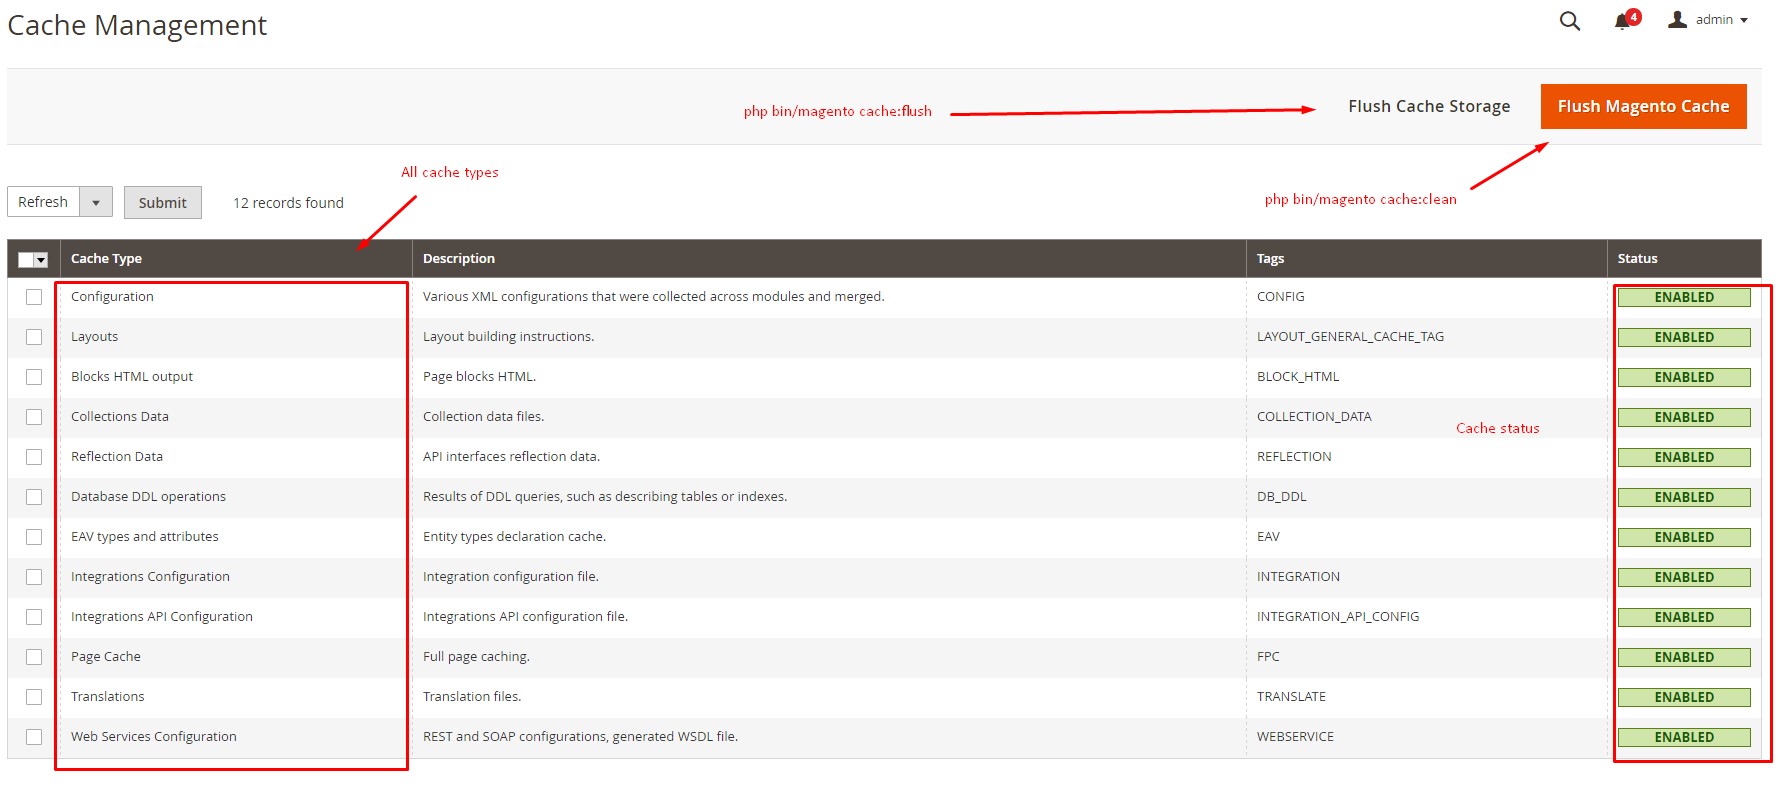 Cache Management
4
admin
php bin/magento cache:flush
Flush Cache Storage
Flush Magento Cache
All cache types
php bin/magento cache:clean
Refresh
Submit
12 records found
Cache Type Description Tags Status
Configuration Various XML configurations that were collected across modules and merged. CONFIG ENABLED
Layouts Layout building instructions. LAYOUT_GENERAL_CACHE_TAG ENABLED
Blocks HTML output Page blocks HTML. BLOCK_HTML ENABLED
Collections Data Collection data files. COLLECTION_DATA ENABLED
Cache status
Reflection Data API interfaces reflection data. REFLECTION ENABLED
Database DDL operations Results of DDL queries, such as describing tables or indexes. DB_DDL ENABLED
EAV types and attributes Entity types declaration cache. EAV ENABLED
Integrations Configuration Integration configuration file. INTEGRATION ENABLED
Integrations API Configuration Integrations API configuration file. INTEGRATION_API_CONFIG ENABLED
Page Cache Full page caching. FPC ENABLED
Translations Translation files. TRANSLATE ENABLED
Web Services Configuration REST and SOAP configurations, generated WSDL file. WEBSERVICE ENABLED